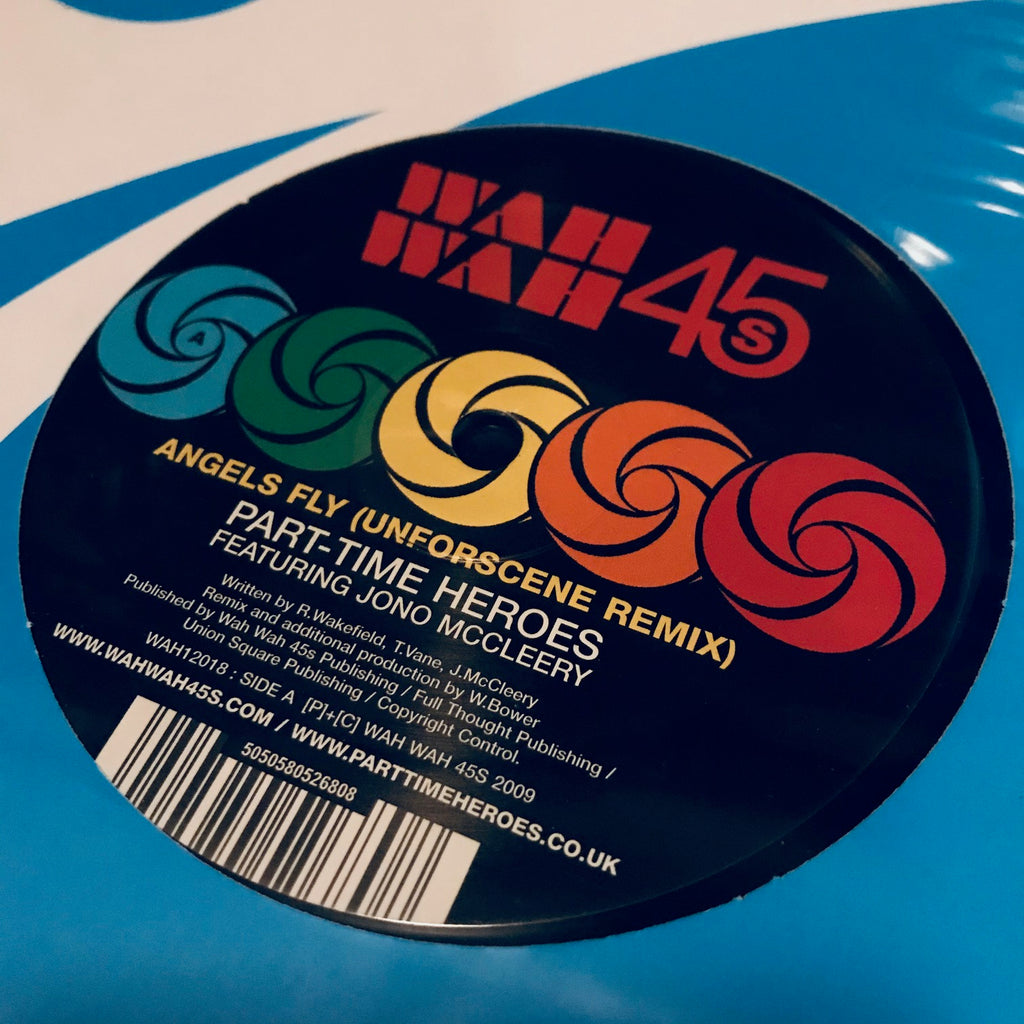 WAH
WAH 45s
A
ANGELS FLY (UNFORSCENE REMIX)
PART-TIME HEROES
FEATURING JONO MCCLEERY
Written by R.Wakefield, T.Vane, J.McCleery
Remix and additional production by W.Bower
Published by Wah Wah 45s Publishing / Full Thought Publishing /
Union Square Publishing / Copyright Control.
WAH12018 : SIDE A [P]+[C] WAH WAH 45S 2009
WWW.WAHWAH45S.COM / WWW.PARTTIMEHEROES.CO.UK
5050580526808